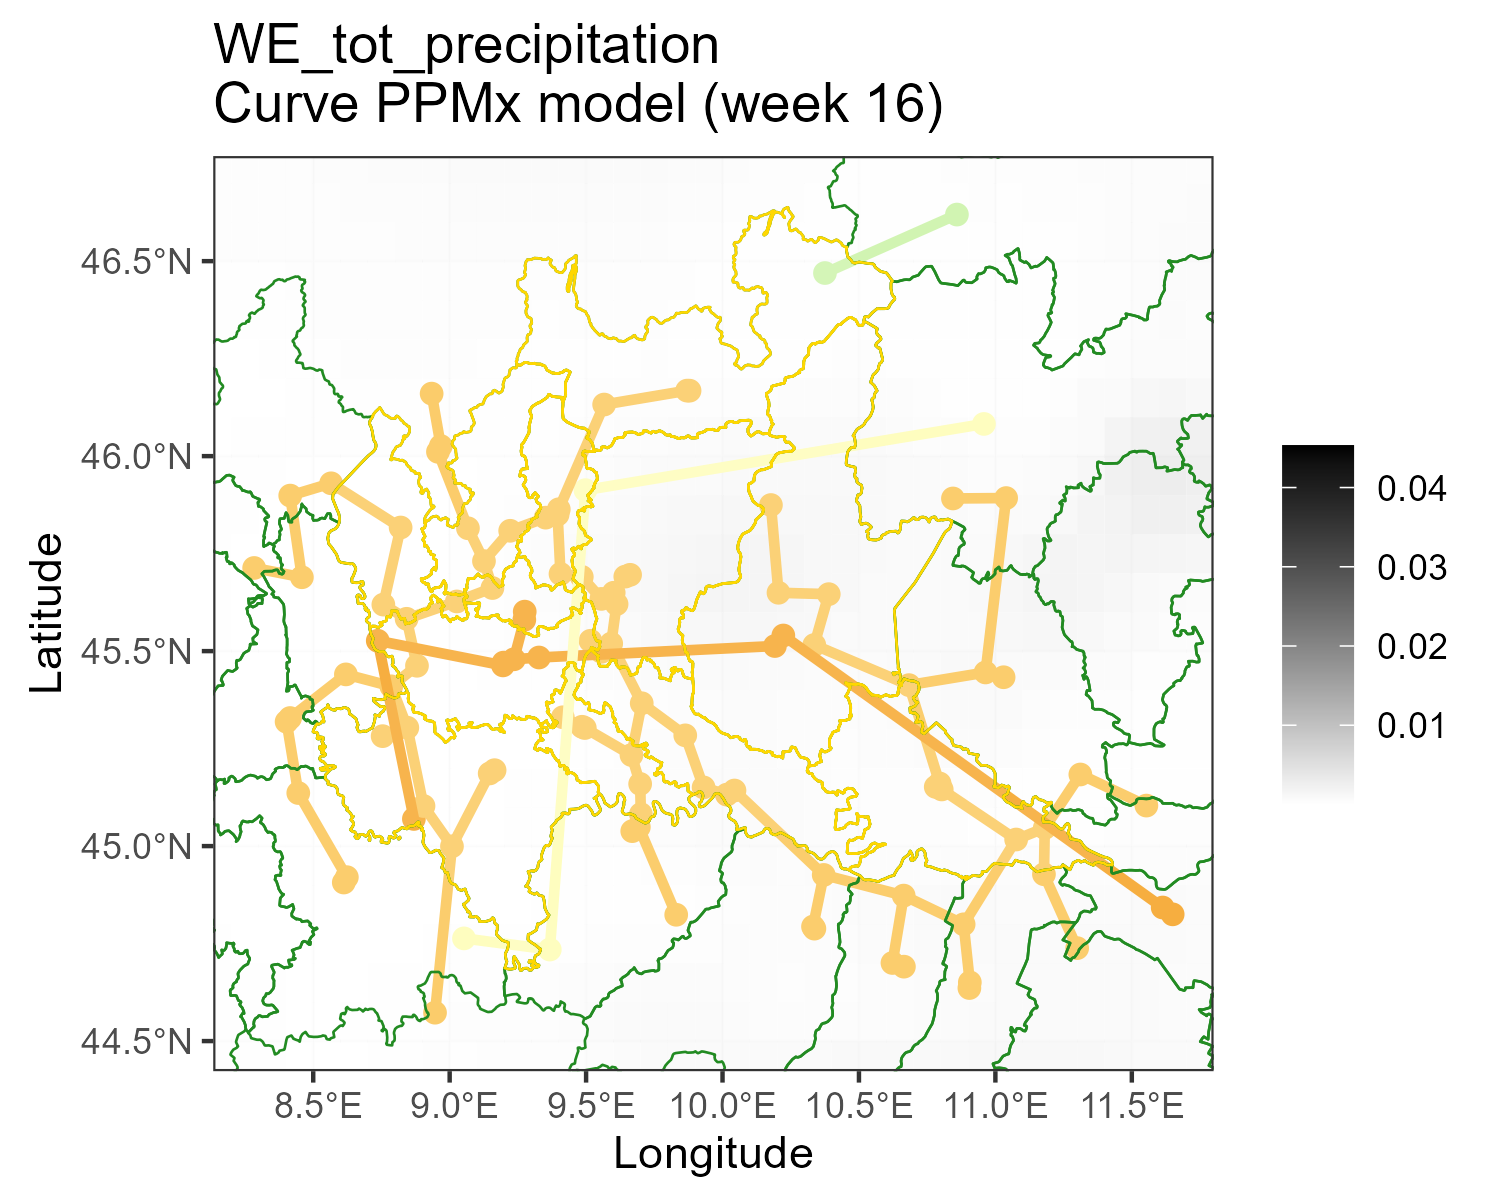 WE_tot_precipitation
Curve PPMx model (week 16)
46.5°N
46.0°N
45.5°N
45.0°N
44.5°N
Latitude
8.5°E 9.0°E 9.5°E 10.0°E 10.5°E 11.0°E 11.5°E
Longitude
0.04
0.03
0.02
0.01